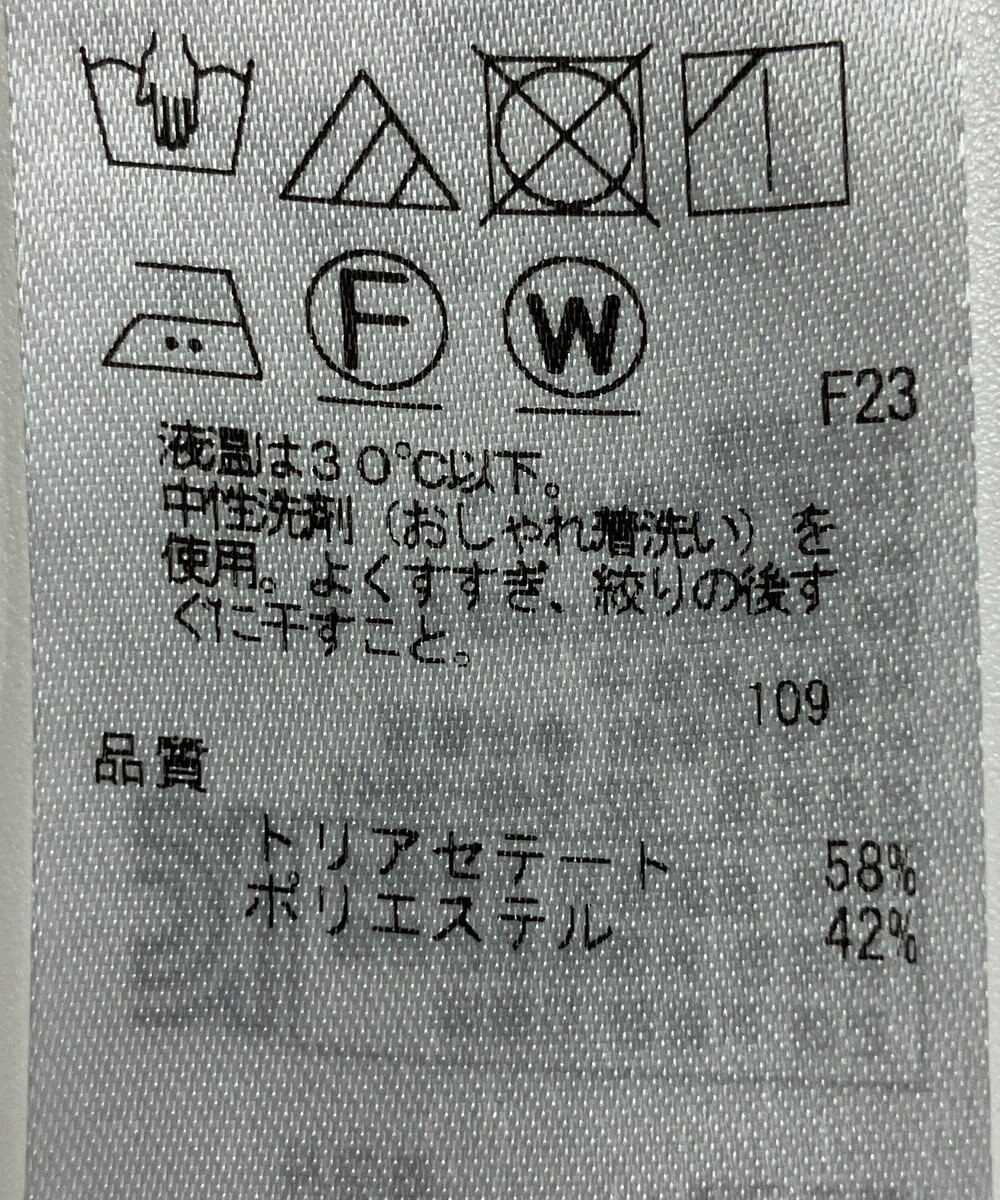 F
W
F23
液温は30℃以下。
中性洗剤（おしゃれ着洗い）を
使用。よくすすぎ、絞りの後す
ぐに干すこと。
109
品質
トリアセテート 58%
ポリエステル 42%